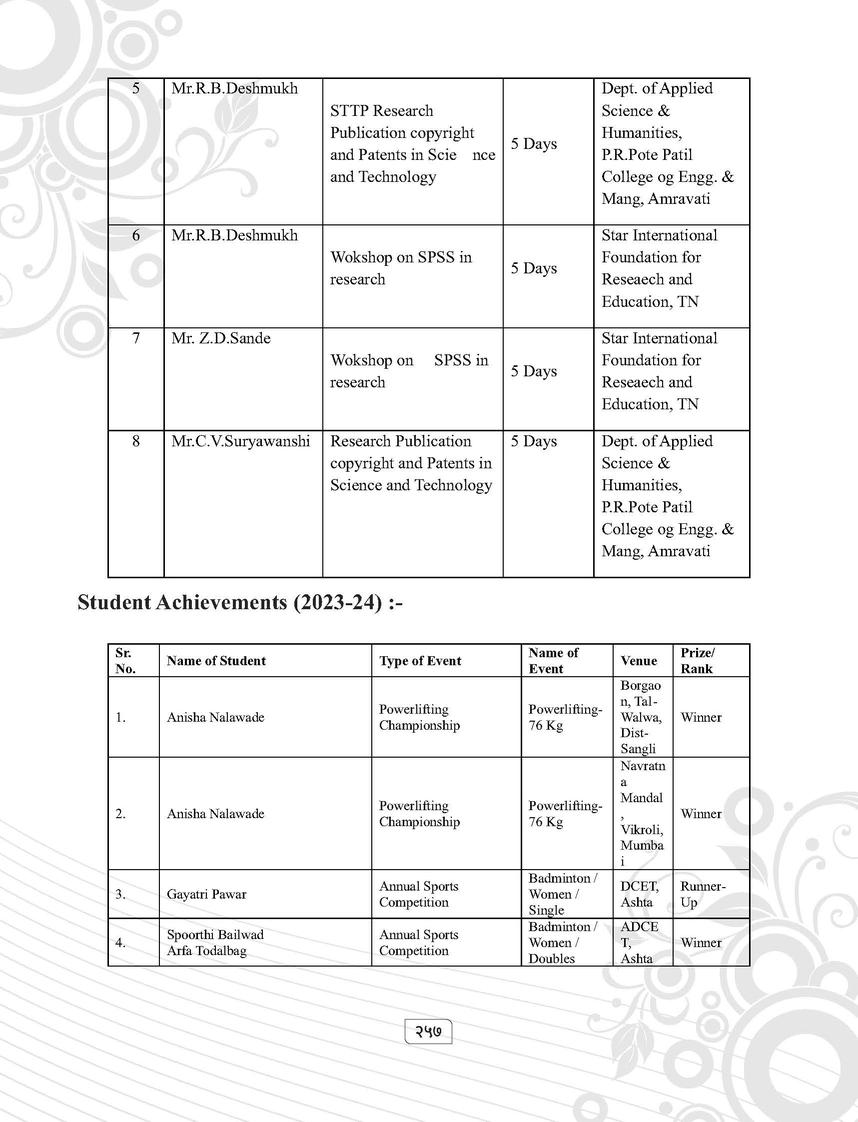 5 Mr.R.B.Deshmukh
STTP Research
Publication copyright
and Patents in Scie nce
and Technology
5 Days
Dept. of Applied
Science &
Humanities,
P.R.Pote Patil
College og Engg. &
Mang, Amravati
6 Mr.R.B.Deshmukh
Wokshop on SPSS in
research
5 Days
Star International
Foundation for
Reseaech and
Education, TN
7 Mr. Z.D.Sande
Wokshop on SPSS in
research
5 Days
Star International
Foundation for
Reseaech and
Education, TN
8 Mr.C.V.Suryawanshi
Research Publication
copyright and Patents in
Science and Technology
5 Days
Dept. of Applied
Science &
Humanities,
P.R.Pote Patil
College og Engg. &
Mang, Amravati
Student Achievements (2023-24) :-
Sr.
No.
Name of Student
Type of Event
Name of
Event
Venue
Prize/
Rank
1.
Anisha Nalawade
Powerlifting
Championship
Powerlifting-
76 Kg
Borgao
n, Tal-
Walwa,
Dist-
Sangli
Winner
2.
Anisha Nalawade
Powerlifting
Championship
Powerlifting-
76 Kg
Navratn
a
Mandal
,
Vikroli,
Mumba
i
Winner
3.
Gayatri Pawar
Annual Sports
Competition
Badminton /
Women /
Single
DCET,
Ashta
Runner-
Up
4.
Spoorthi Bailwad
Arfa Todalbag
Annual Sports
Competition
Badminton /
Women /
Doubles
ADCE
T,
Ashta
Winner
२५७